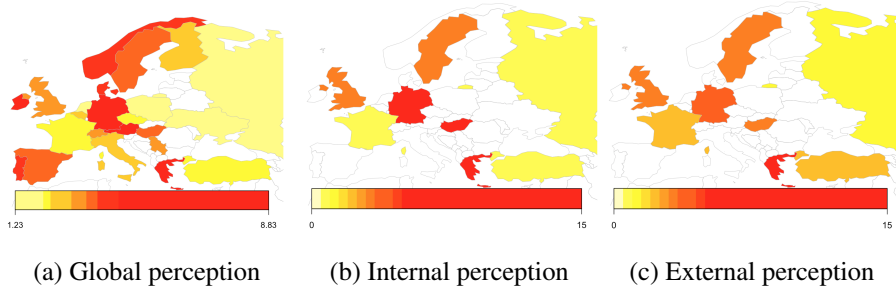 1.23 8.83
0 15
0 15
(a) Global perception
(b) Internal perception
(c) External perception